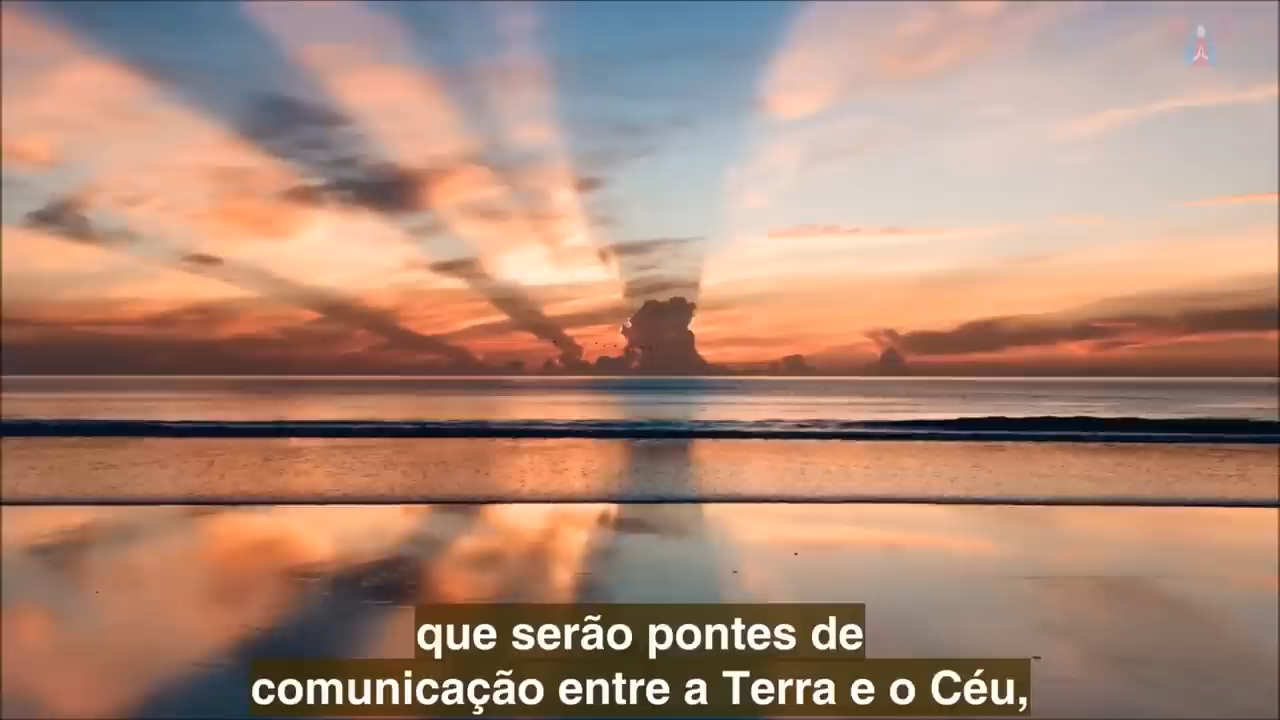 que serão pontes de
comunicação entre a Terra e o Céu,